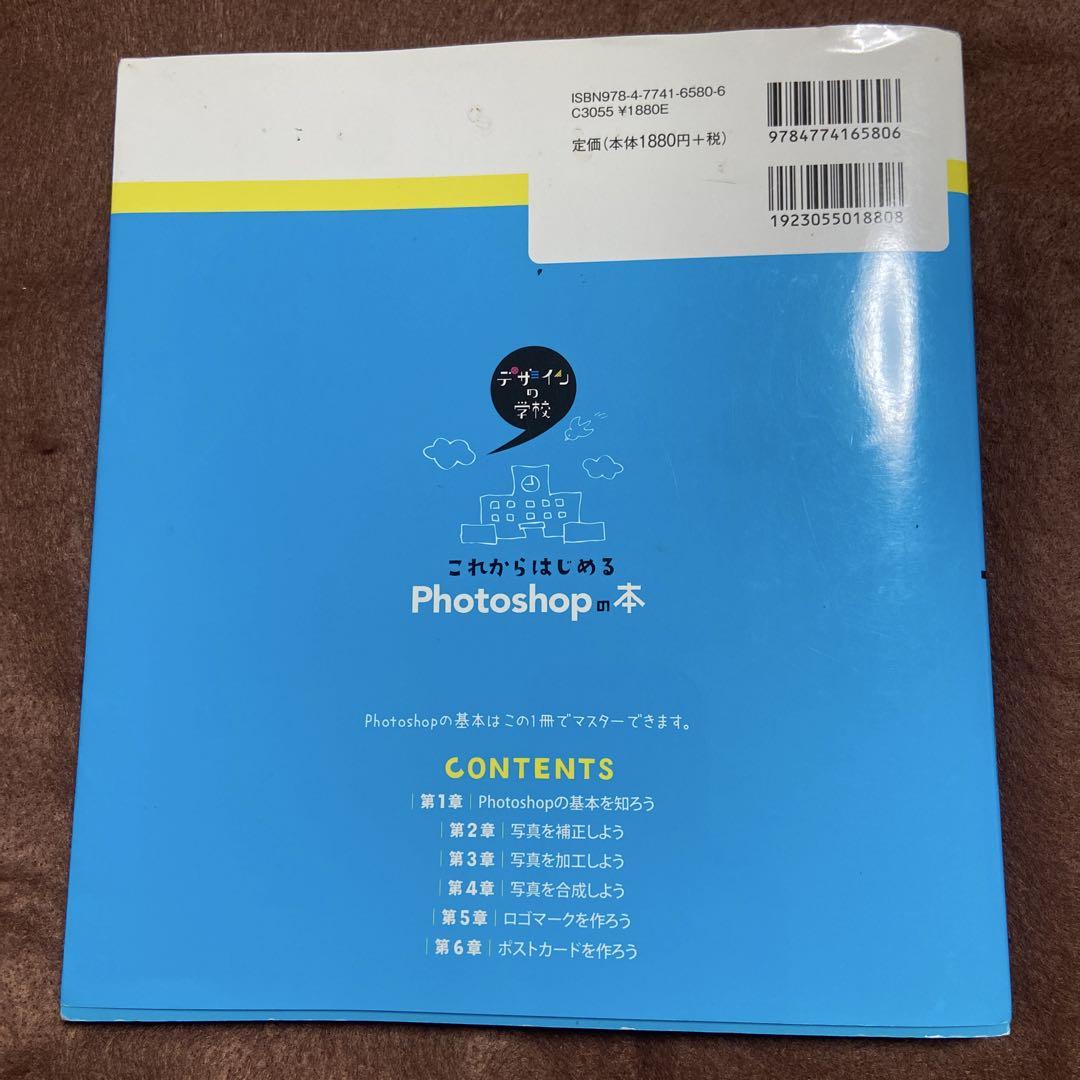 ISBN978-4-7741-6580-6
C3055 ¥1880E
定価(本体1880円+税)
9784774165806
1923055018808
デザイン
の
学校
これからはじめる
Photoshopの本
Photoshopの基本はこの1冊でマスターできます。
CONTENTS
第1章 Photoshopの基本を知ろう
第2章 写真を補正しよう
第3章 写真を加工しよう
第4章 写真を合成しよう
第5章 ロゴマークを作ろう
第6章 ポストカードを作ろう